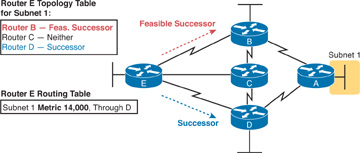 Router E Topology Table
for Subnet 1:
Router B – Feas. Successor
Router C – Neither
Router D – Successor
Feasible Successor
B
Subnet 1
E
C
A
Router E Routing Table
Subnet 1 Metric 14,000, Through D
Successor
D